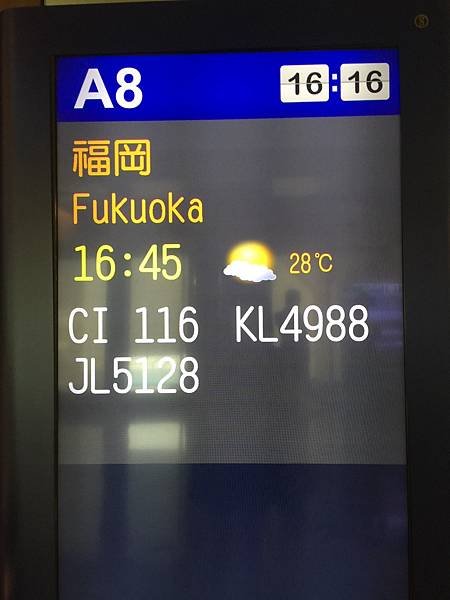 A8 16:16
福岡
Fukuoka
16:45 28℃
CI 116 KL4988
JL5128